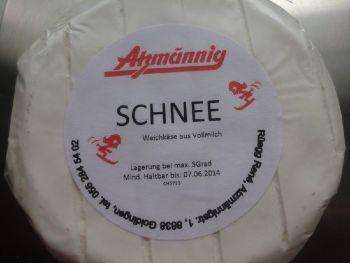 Atzmännig
SCHNEE
Weichkäse aus Vollmilch
Lagerung bei max. 5Grad
Mind. Haltbar bis: 07.06.2014
Rüegg René, Atzmännigstr. 1, 8638 Goldingen, tel. 055 284 54 02